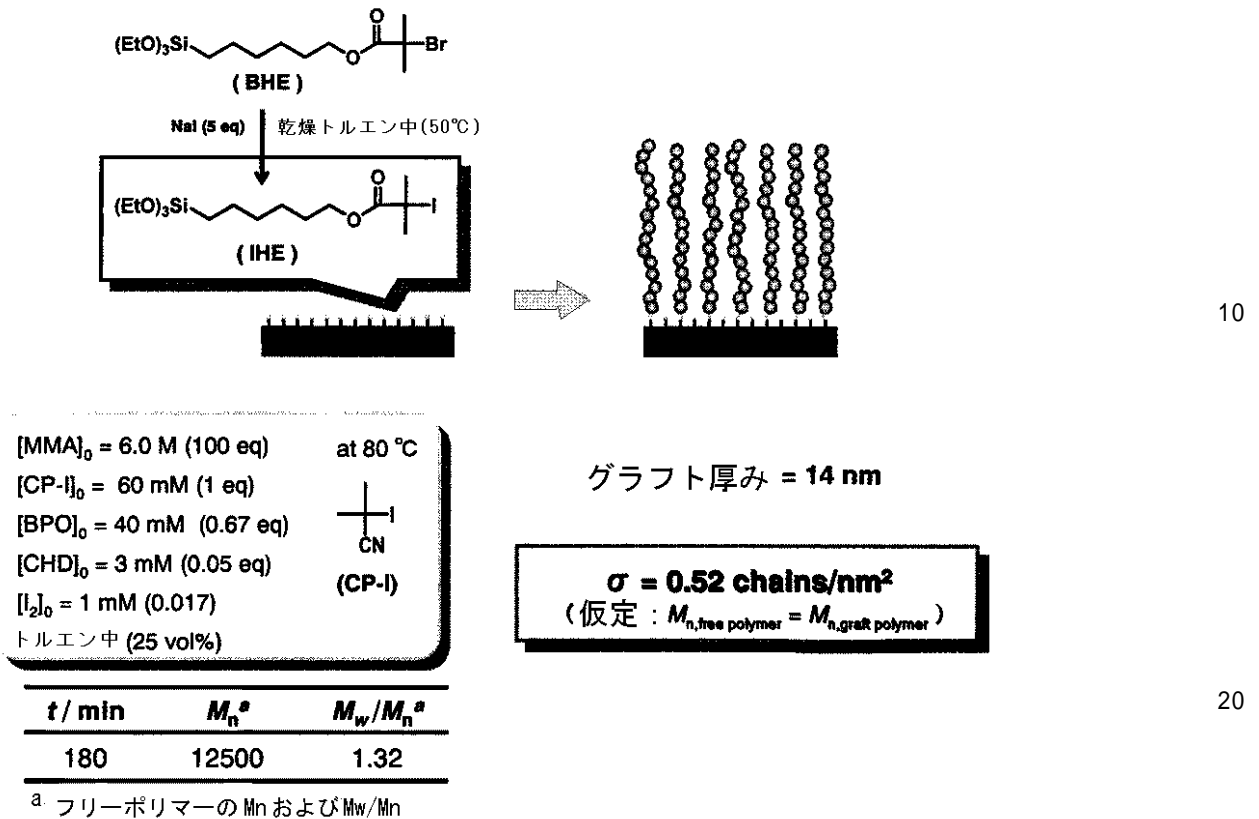 (EtO)₃Si
O
O
Br
( BHE )
NaI (5 eq)
乾燥トルエン中(50℃)
(EtO)₃Si
O
O
I
( IHE )
10
[MMA]₀ = 6.0 M (100 eq)
at 80 °C
[CP-I]₀ = 60 mM (1 eq)
[BPO]₀ = 40 mM (0.67 eq)
[CHD]₀ = 3 mM (0.05 eq)
[I₂]₀ = 1 mM (0.017)
トルエン中 (25 vol%)
I
CN
(CP-I)
グラフト厚み = 14 nm
σ = 0.52 chains/nm²
(仮定 : Mn,free polymer = Mn,graft polymer )
20
t / min Mnᵃ Mw/Mnᵃ
180 12500 1.32
a フリーポリマーの Mn および Mw/Mn